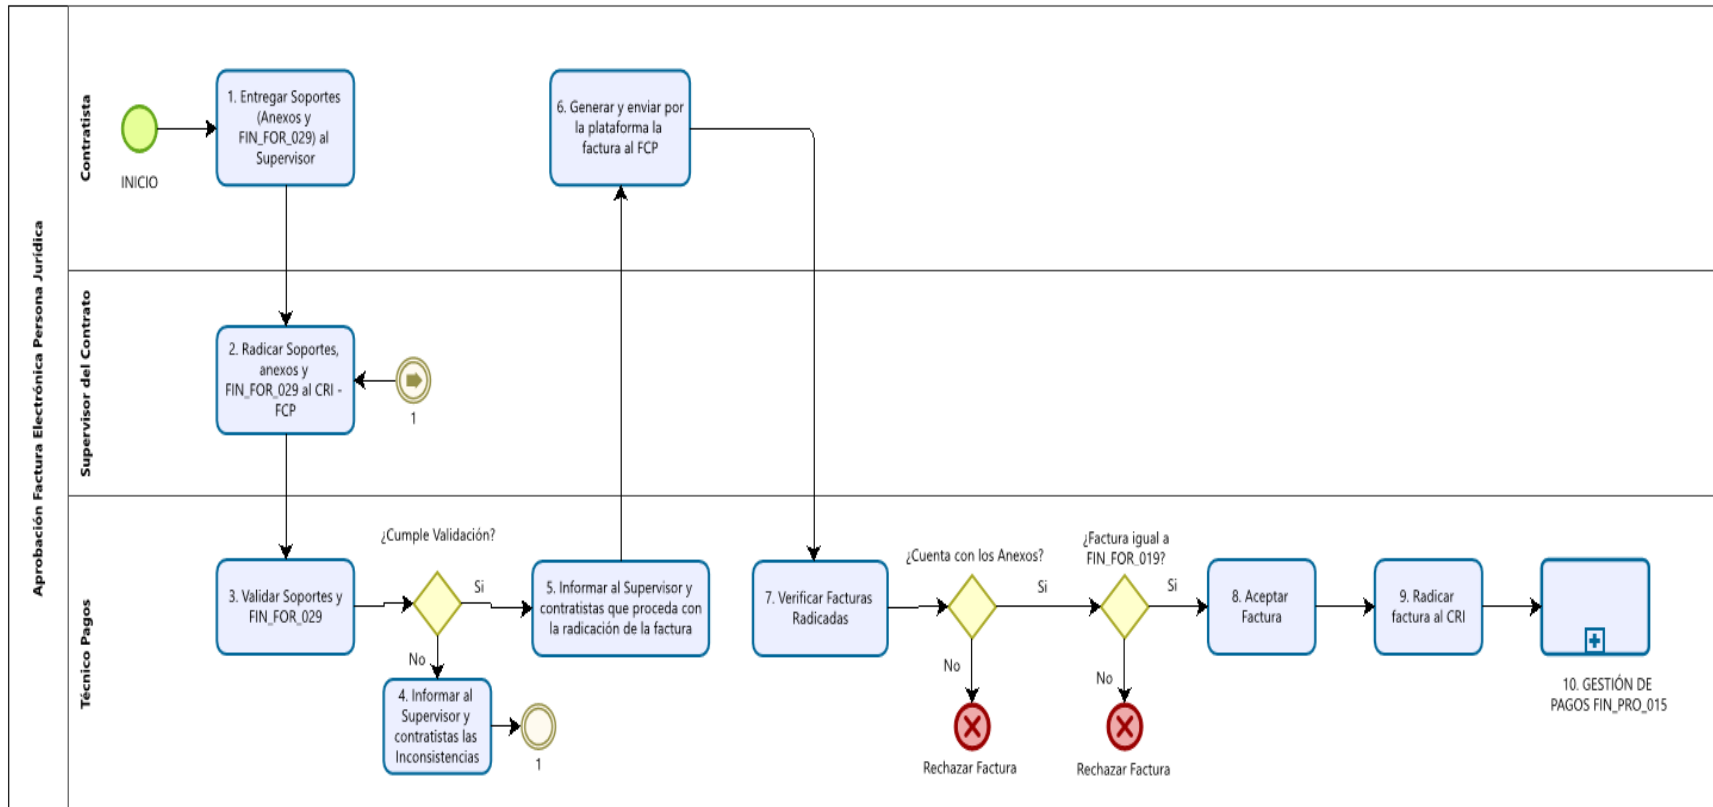 Aprobación Factura Electrónica Persona Jurídica
Contratista
INICIO
1. Entregar Soportes
(Anexos y
FIN_FOR_029) al
Supervisor
6. Generar y enviar por
la plataforma la
factura al FCP
Supervisor del Contrato
2. Radicar Soportes,
anexos y
FIN_FOR_029 al CRI -
FCP
1
Técnico Pagos
3. Validar Soportes y
FIN_FOR_029
¿Cumple Validación?
Si
No
4. Informar al
Supervisor y
contratistas las
Inconsistencias
1
5. Informar al Supervisor y
contratistas que proceda con
la radicación de la factura
7. Verificar Facturas
Radicadas
¿Cuenta con los Anexos?
Si
No
Rechazar Factura
¿Factura igual a
FIN_FOR_019?
Si
No
Rechazar Factura
8. Aceptar
Factura
9. Radicar
factura al CRI
10. GESTIÓN DE
PAGOS FIN_PRO_015